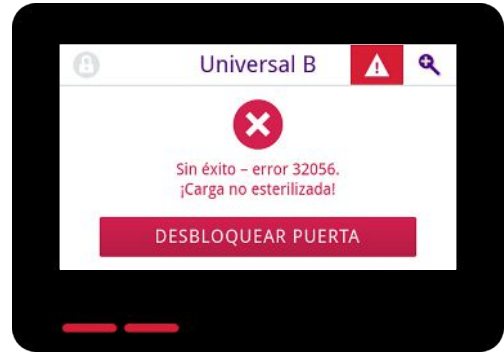 Universal B
Sin éxito – error 32056.
¡Carga no esterilizada!
DESBLOQUEAR PUERTA